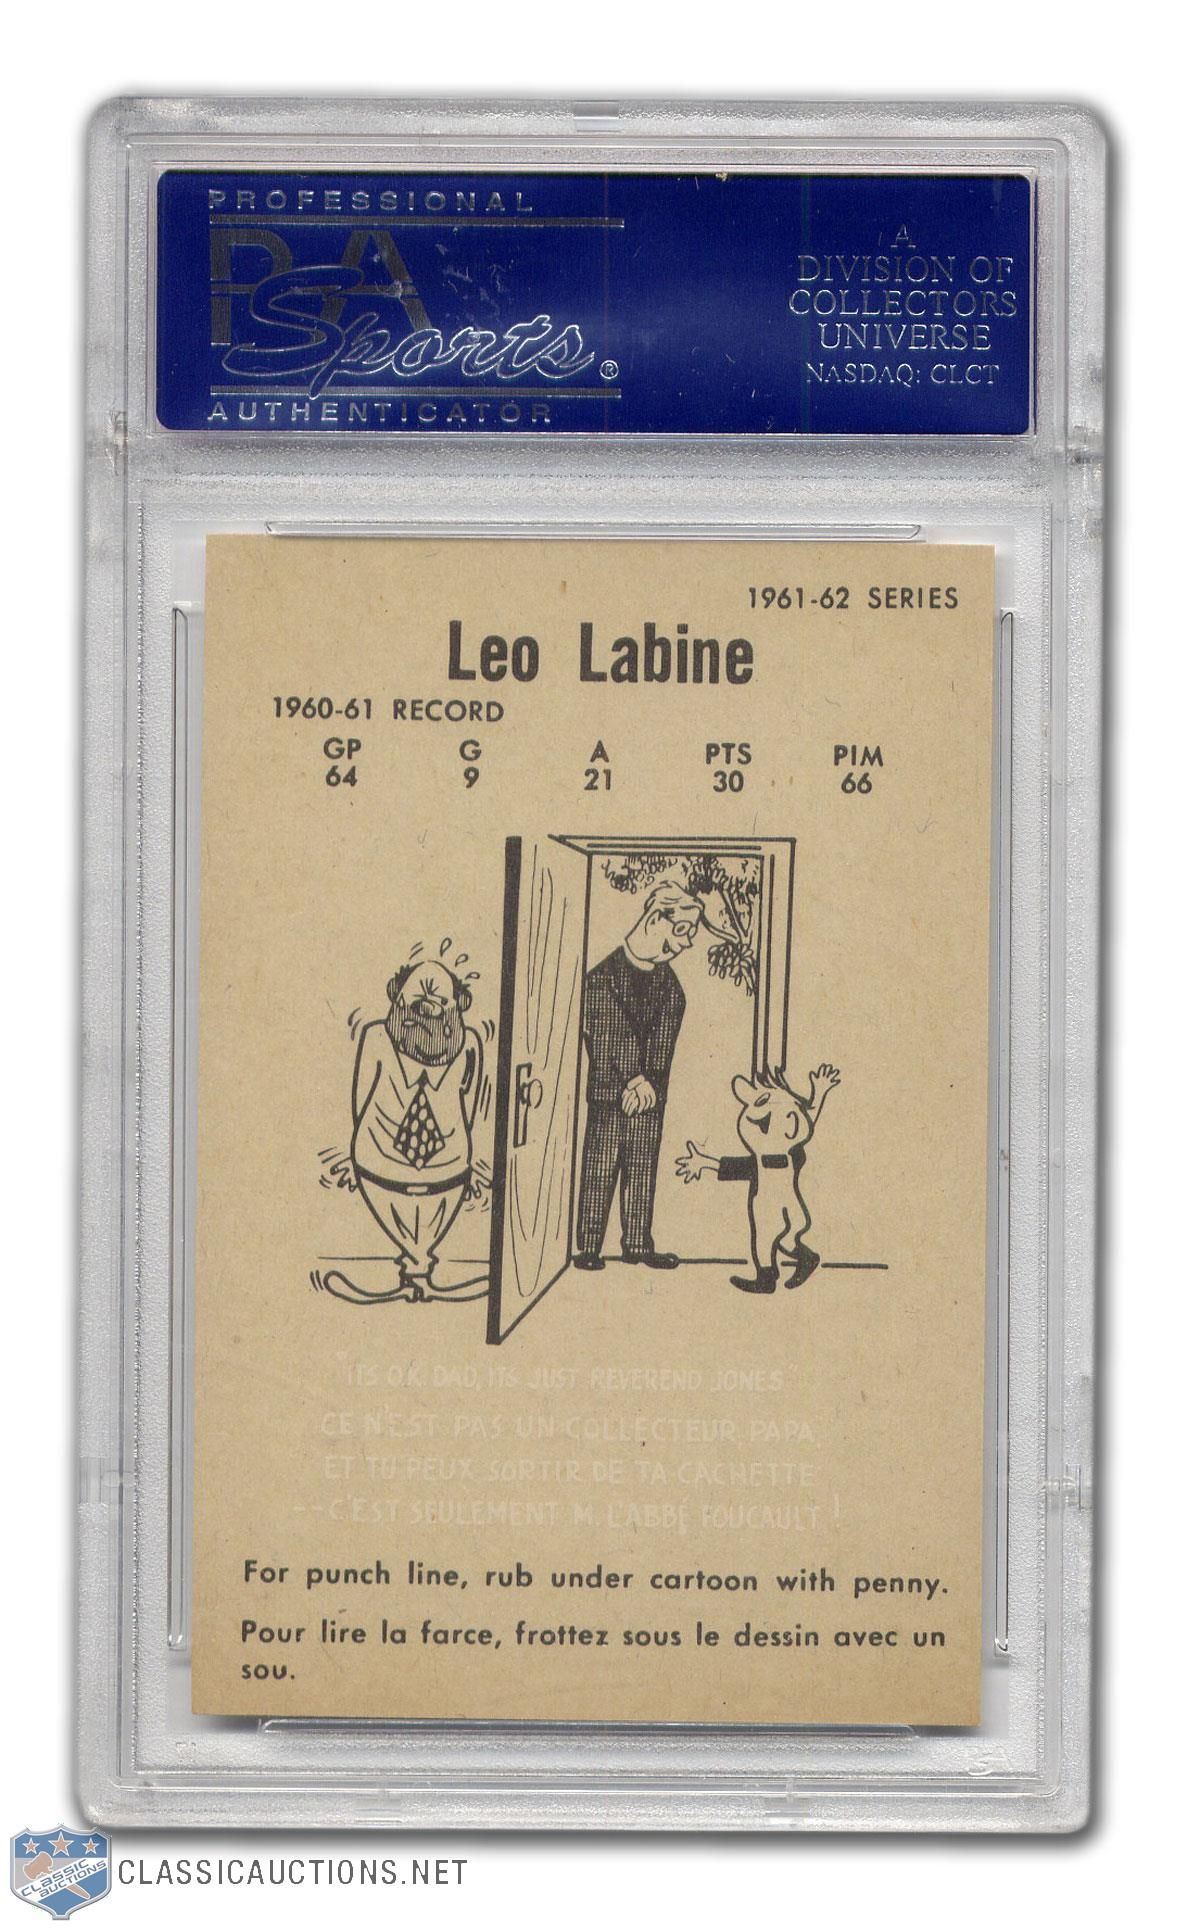 PROFESSIONAL
PSA
Sports®
AUTHENTICATOR
A
DIVISION OF
COLLECTORS
UNIVERSE
NASDAQ: CLCT
1961-62 SERIES
Leo Labine
1960-61 RECORD
GP G A PTS PIM
64 9 21 30 66
"ITS O.K. DAD, ITS JUST REVEREND JONES"
CE N'EST PAS UN COLLECTEUR, PAPA,
ET TU PEUX SORTIR DE TA CACHETTE
--C'EST SEULEMENT M. L'ABBÉ FOUCAULT!
For punch line, rub under cartoon with penny.
Pour lire la farce, frottez sous le dessin avec un
sou.
CLASSIC
AUCTIONS
CLASSICAUCTIONS.NET